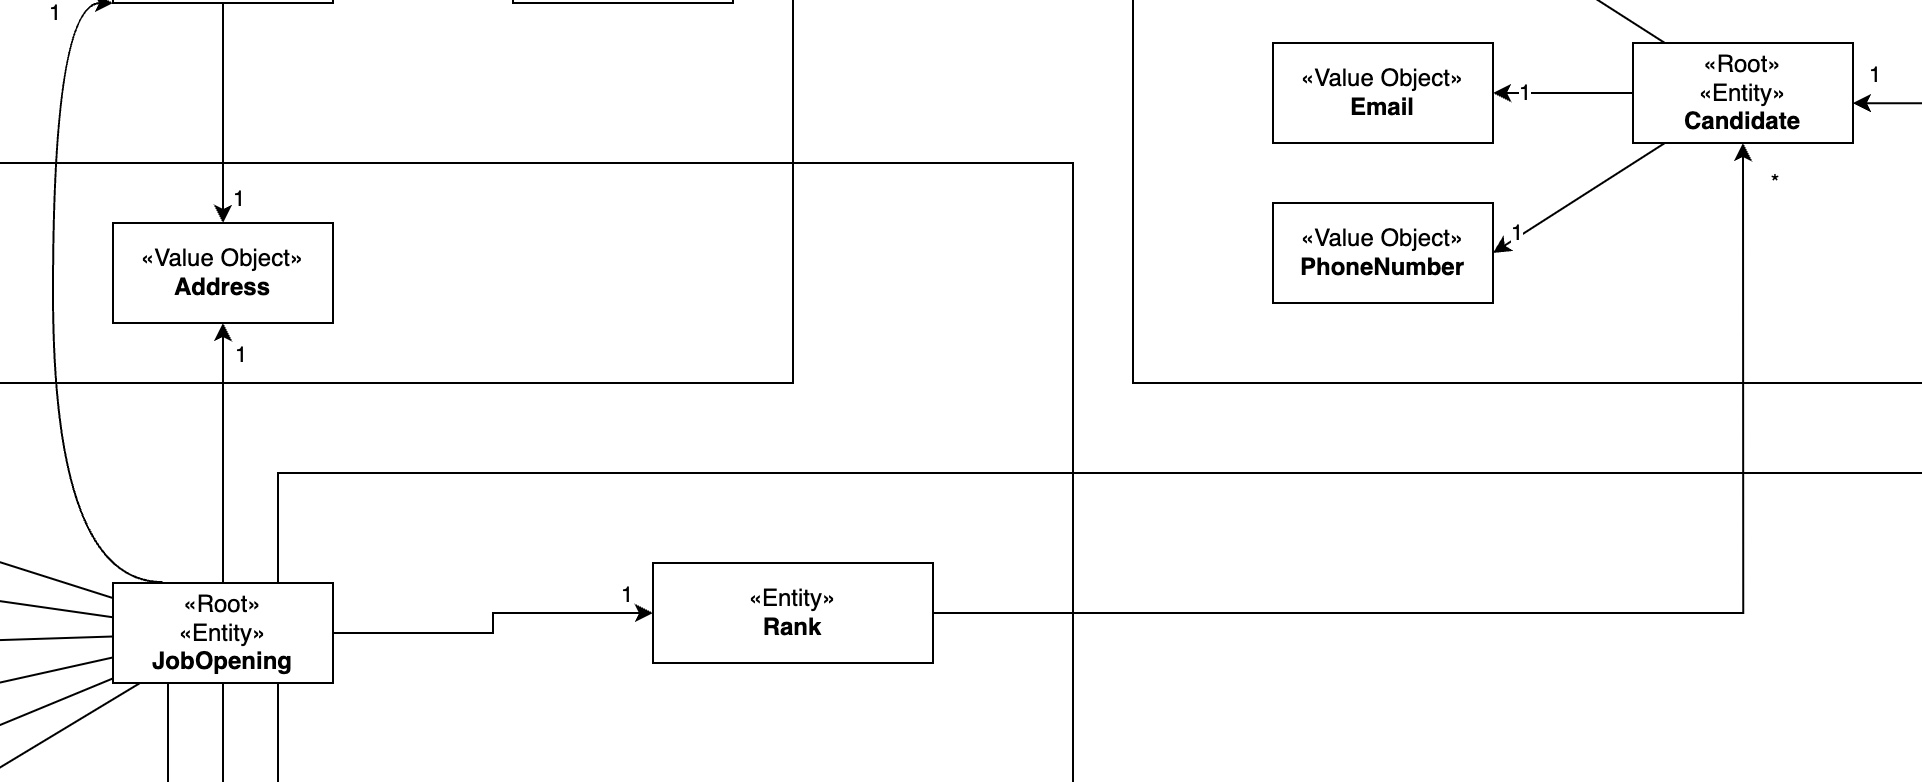 1
«Value Object»
Email
1
«Root»
«Entity»
Candidate
1
1
«Value Object»
Address
1
«Value Object»
PhoneNumber
1
*
«Root»
«Entity»
JobOpening
1
«Entity»
Rank